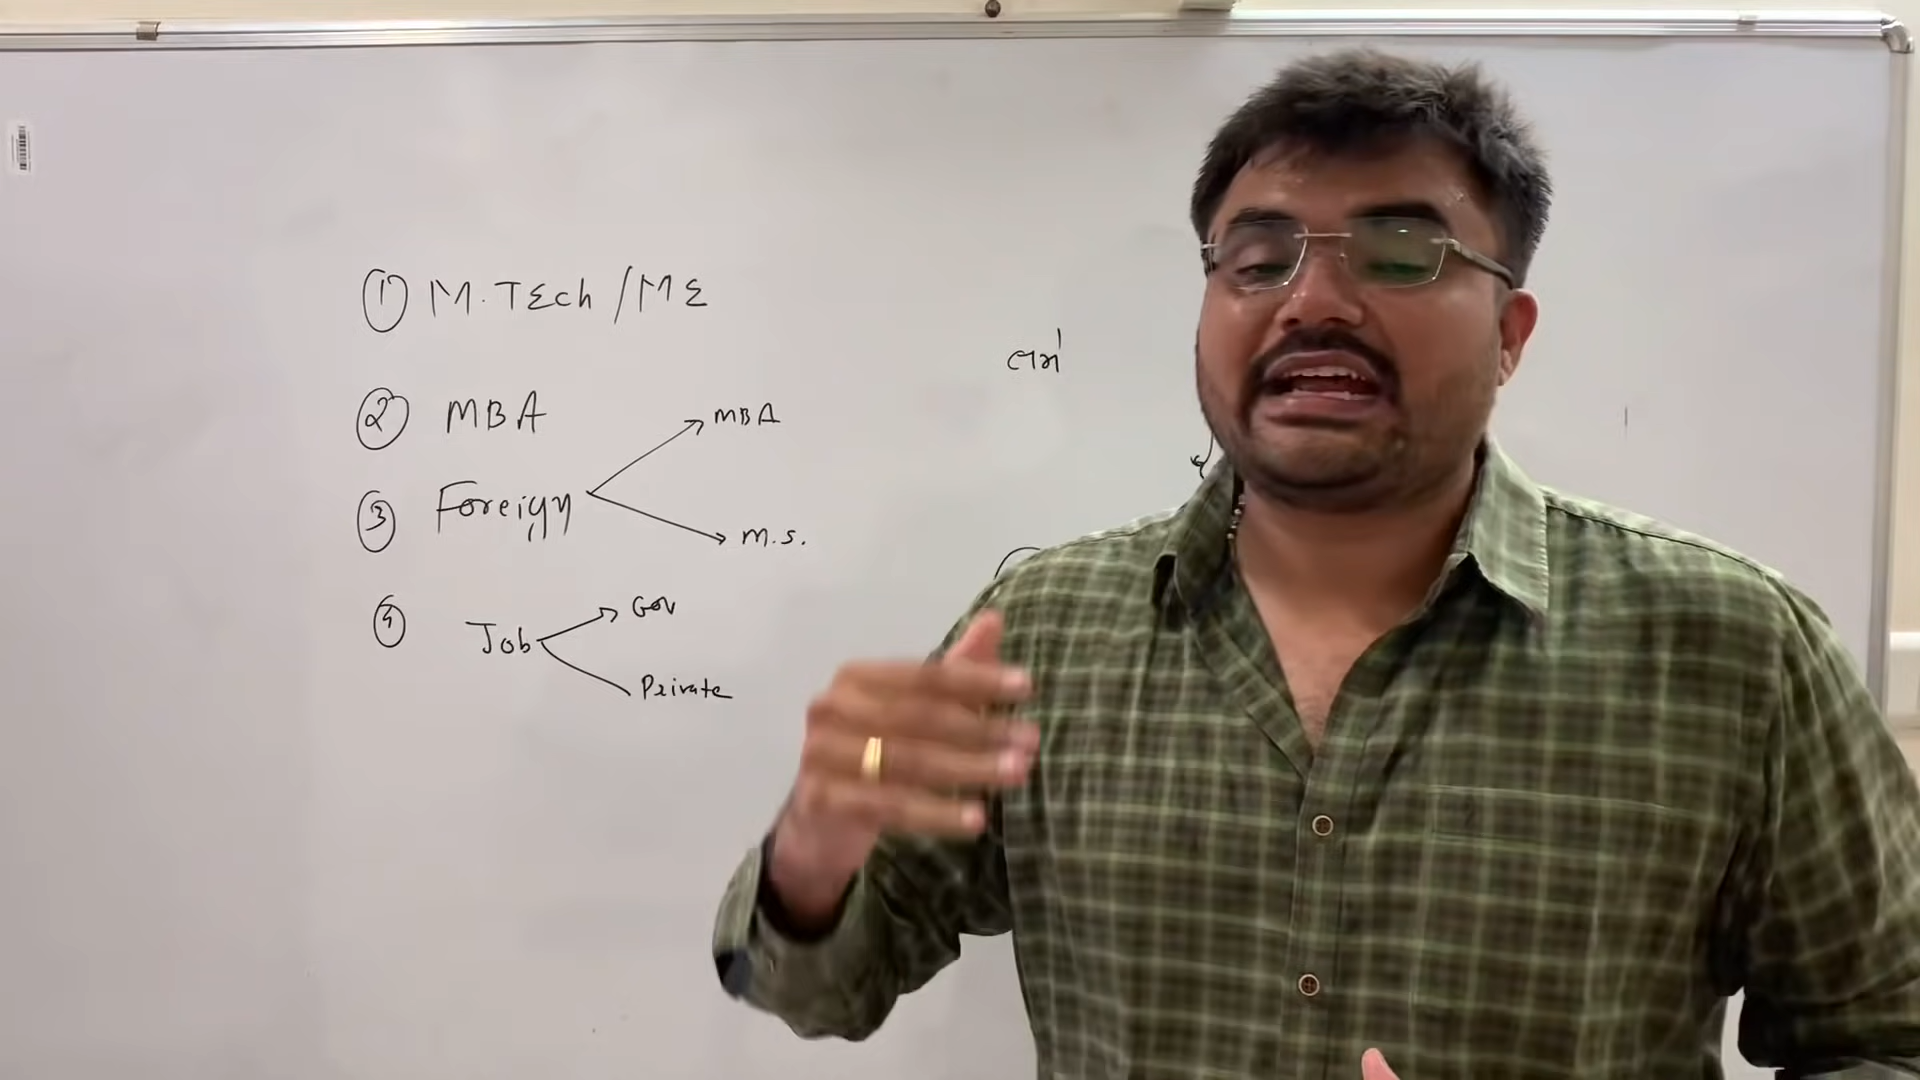 ① M.TEch / ME
② MBA
③ Foreign
MBA
M.S.
④ Job
Gov
Private